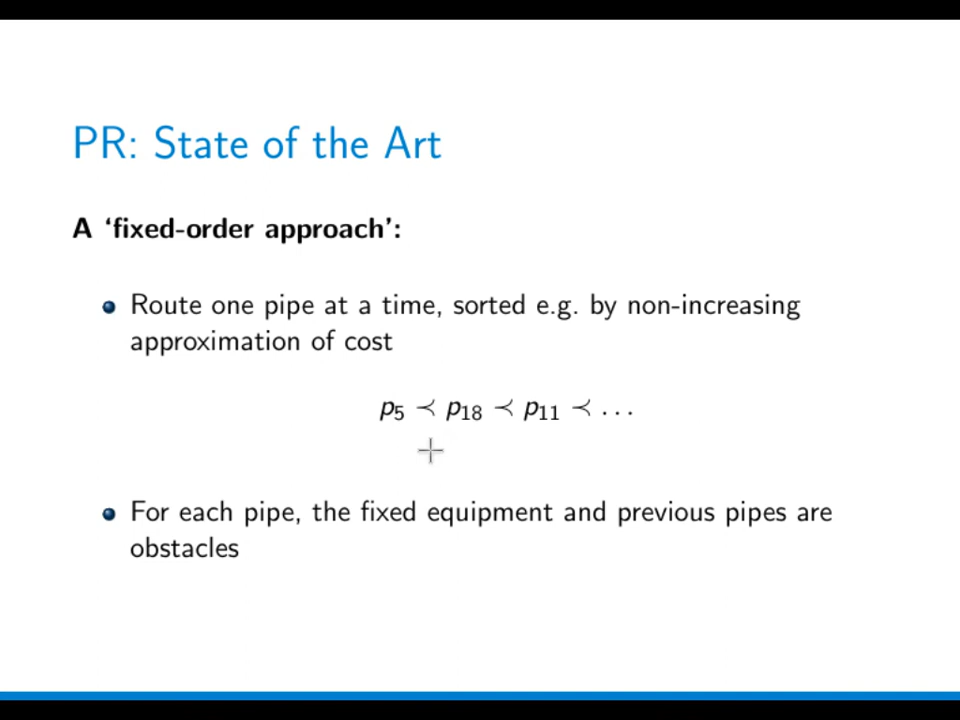 PR: State of the Art
A ‘fixed-order approach’:
Route one pipe at a time, sorted e.g. by non-increasing
approximation of cost
p₅ ≺ p₁₈ ≺ p₁₁ ≺ . . .
For each pipe, the fixed equipment and previous pipes are
obstacles